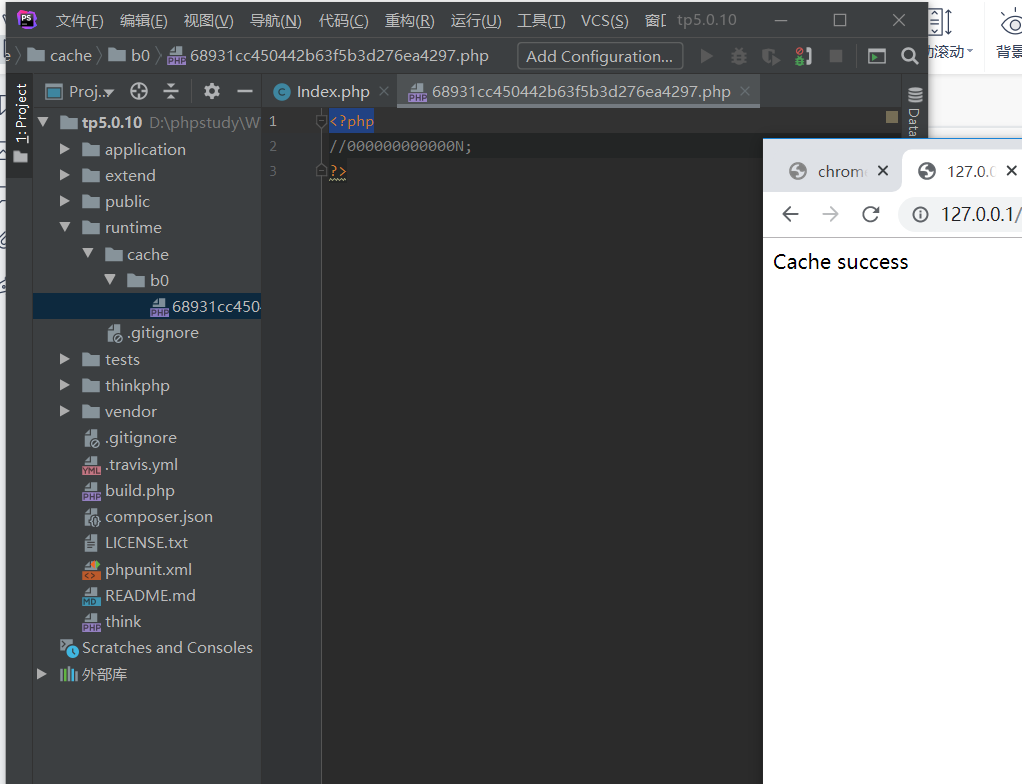 文件(F) 编辑(E) 视图(V) 导航(N) 代码(C) 重构(R) 运行(U) 工具(T) VCS(S) tp5.0.10
cache b0 68931cc450442b63f5b3d276ea4297.php Add Configuration...
动滚动 背景
1: Project
Proj..
Index.php 68931cc450442b63f5b3d276ea4297.php
Data
tp5.0.10 D:\phpstudy\W
application
extend
public
runtime
cache
b0
68931cc450
.gitignore
tests
thinkphp
vendor
.gitignore
.travis.yml
build.php
composer.json
LICENSE.txt
phpunit.xml
README.md
think
Scratches and Consoles
外部库
1 <?php
2 //000000000000N;
3 ?>
chrom 127.0.0
127.0.0.1/
Cache success